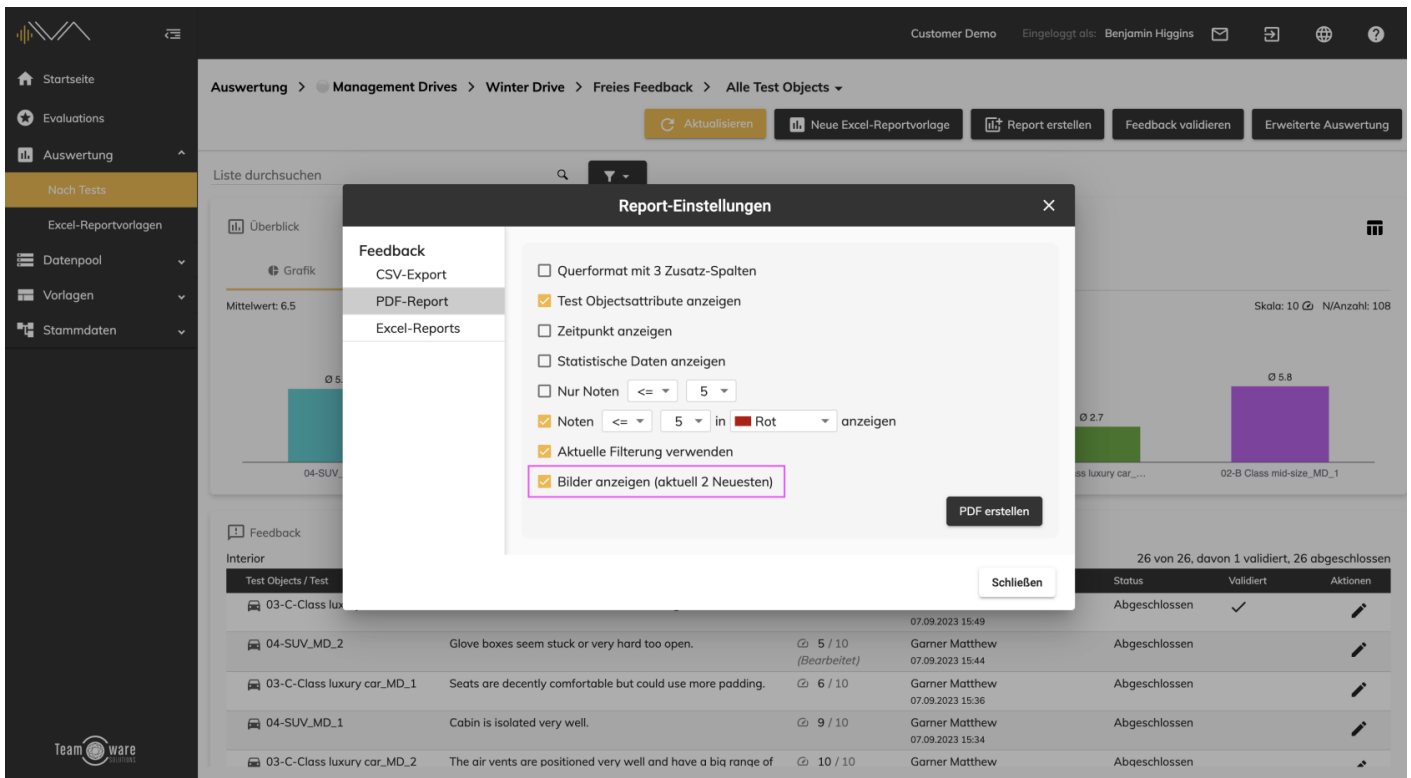 Customer Demo Eingeloggt als: Benjamin Higgins
Startseite
Evaluations
Auswertung
Nach Tests
Excel-Reportvorlagen
Datenpool
Vorlagen
Stammdaten
Team ware
SOLUTIONS
Auswertung > Management Drives > Winter Drive > Freies Feedback > Alle Test Objects
Aktualisieren Neue Excel-Reportvorlage Report erstellen Feedback validieren Erweiterte Auswertung
Liste durchsuchen
Überblick
Grafik
Mittelwert: 6.5
Skala: 10 N/Anzahl: 108
Ø 5.
Ø 2.7
Ø 5.8
04-SUV_
ss luxury car_...
02-B Class mid-size_MD_1
Report-Einstellungen
Feedback
CSV-Export
PDF-Report
Excel-Reports
Querformat mit 3 Zusatz-Spalten
Test Objectsattribute anzeigen
Zeitpunkt anzeigen
Statistische Daten anzeigen
Nur Noten <= 5
Noten <= 5 in Rot anzeigen
Aktuelle Filterung verwenden
Bilder anzeigen (aktuell 2 Neuesten)
PDF erstellen
Schließen
Feedback
Interior
26 von 26, davon 1 validiert, 26 abgeschlossen
Test Objects / Test Status Validiert Aktionen
03-C-Class lux Abgeschlossen
07.09.2023 15:49
04-SUV_MD_2 Glove boxes seem stuck or very hard too open. 5 / 10 Garner Matthew Abgeschlossen
(Bearbeitet) 07.09.2023 15:44
03-C-Class luxury car_MD_1 Seats are decently comfortable but could use more padding. 6 / 10 Garner Matthew Abgeschlossen
07.09.2023 15:36
04-SUV_MD_1 Cabin is isolated very well. 9 / 10 Garner Matthew Abgeschlossen
07.09.2023 15:34
03-C-Class luxury car_MD_2 The air vents are positioned very well and have a big range of 10 / 10 Garner Matthew Abgeschlossen